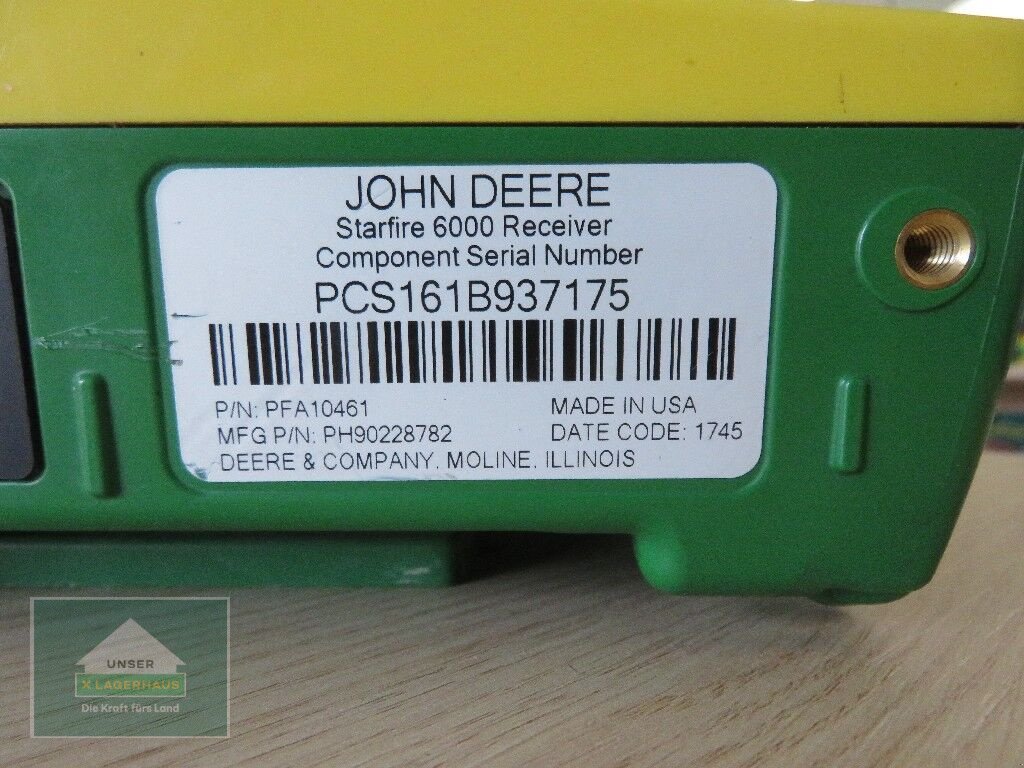 JOHN DEERE
Starfire 6000 Receiver
Component Serial Number
PCS161B937175
P/N: PFA10461
MADE IN USA
MFG P/N: PH90228782
DATE CODE: 1745
DEERE & COMPANY, MOLINE, ILLINOIS
UNSER
X LAGERHAUS
Die Kraft fürs Land